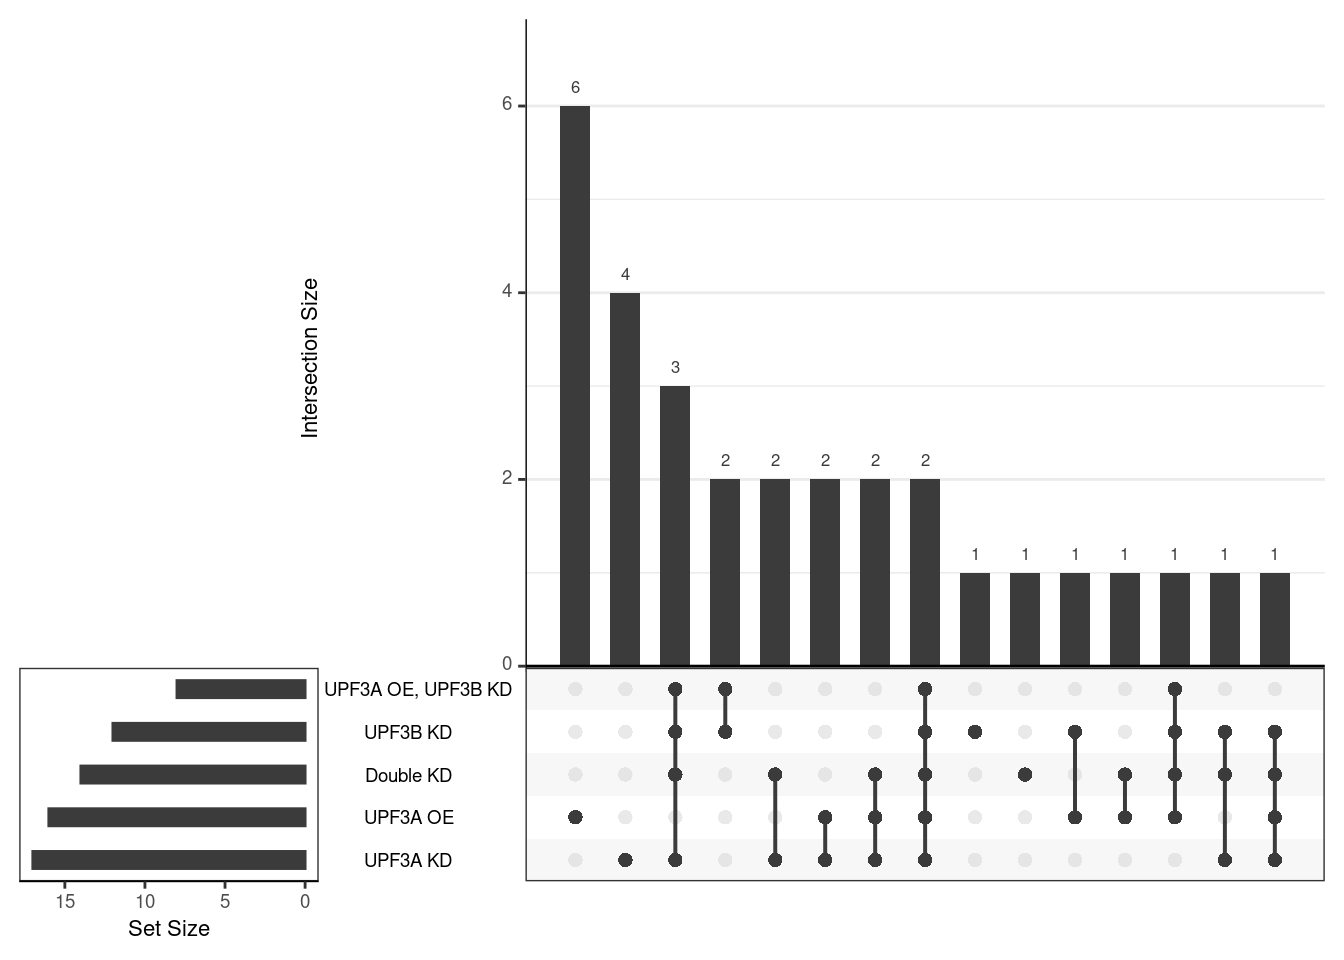 6
6
4
4
3
2
2 2 2 2 2
1 1 1 1 1 1 1
0
Intersection Size
UPF3A OE, UPF3B KD
UPF3B KD
Double KD
UPF3A OE
UPF3A KD
15 10 5 0
Set Size